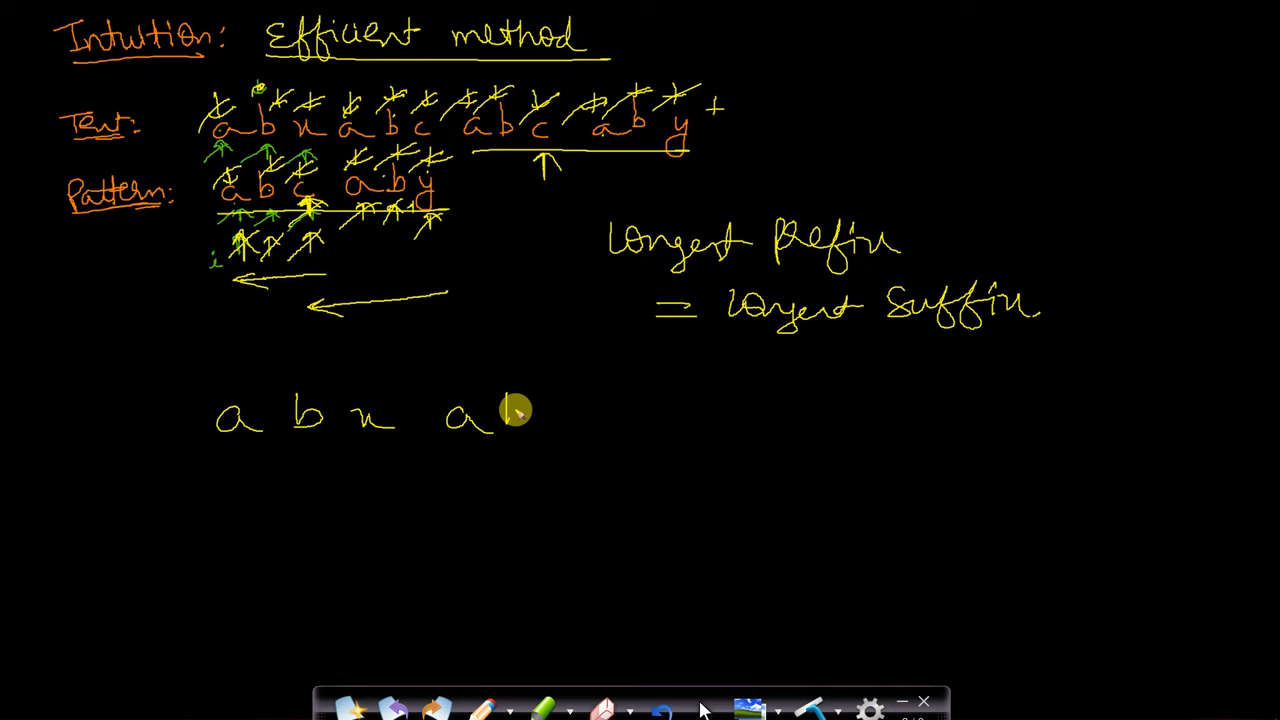 Intuition: Efficient method
Text: a b x a b c a b c a b y
Pattern: a b c a b y
i
Longest Prefix
= Longest Suffix
a b x a b